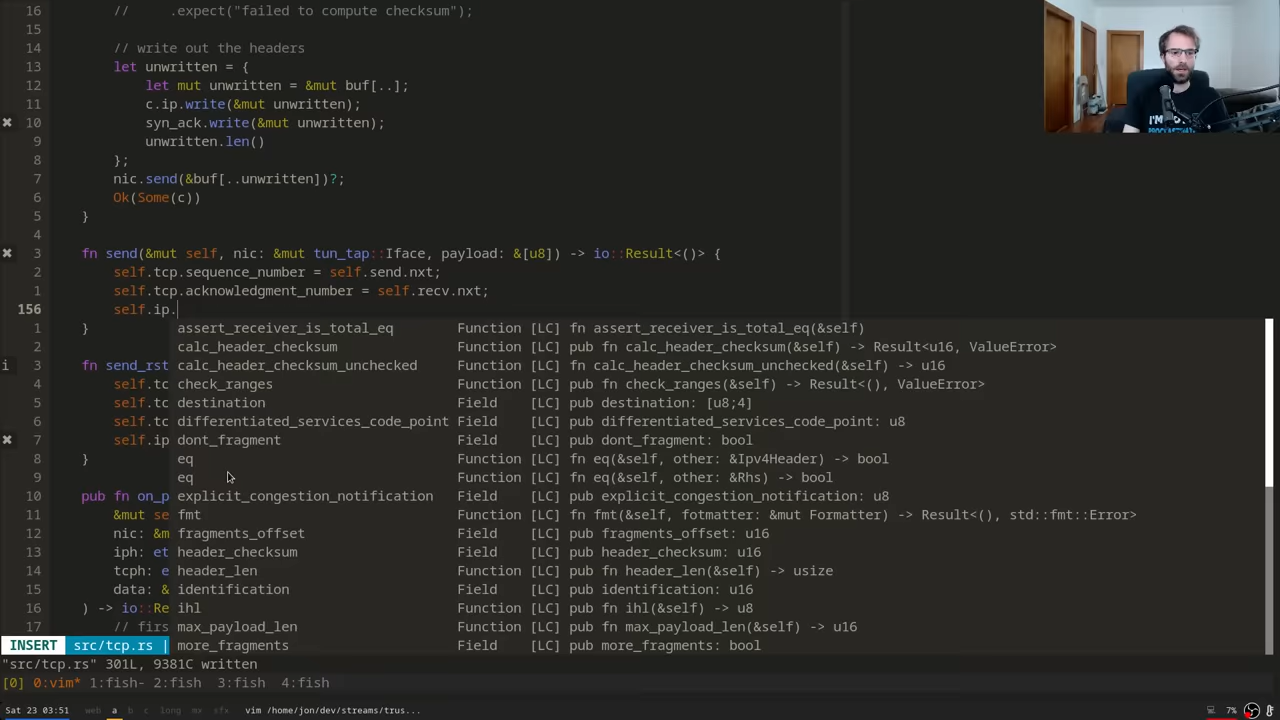 16 //     .expect("failed to compute checksum");
15
14 // write out the headers
13 let unwritten = {
12 let mut unwritten = &mut buf[..];
11 c.ip.write(&mut unwritten);
✖ 10 syn_ack.write(&mut unwritten);
9 unwritten.len()
8 };
7 nic.send(&buf[..unwritten])?;
6 Ok(Some(c))
5 }
4
✖ 3 fn send(&mut self, nic: &mut tun_tap::Iface, payload: &[u8]) -> io::Result<()> {
2 self.tcp.sequence_number = self.send.nxt;
1 self.tcp.acknowledgment_number = self.recv.nxt;
156 self.ip.
1 } assert_receiver_is_total_eq Function [LC] fn assert_receiver_is_total_eq(&self)
2 calc_header_checksum Function [LC] pub fn calc_header_checksum(&self) -> Result<u16, ValueError>
i 3 fn send_rst calc_header_checksum_unchecked Function [LC] fn calc_header_checksum_unchecked(&self) -> u16
4 self.tc check_ranges Function [LC] pub fn check_ranges(&self) -> Result<(), ValueError>
5 self.tc destination Field [LC] pub destination: [u8;4]
6 self.tc differentiated_services_code_point Field [LC] pub differentiated_services_code_point: u8
✖ 7 self.ip dont_fragment Field [LC] pub dont_fragment: bool
8 } eq Function [LC] fn eq(&self, other: &Ipv4Header) -> bool
9 eq Function [LC] fn eq(&self, other: &Rhs) -> bool
10 pub fn on_p explicit_congestion_notification Field [LC] pub explicit_congestion_notification: u8
11 &mut se fmt Function [LC] fn fmt(&self, fotmatter: &mut Formatter) -> Result<(), std::fmt::Error>
12 nic: &m fragments_offset Field [LC] pub fragments_offset: u16
13 iph: et header_checksum Field [LC] pub header_checksum: u16
14 tcph: e header_len Function [LC] pub fn header_len(&self) -> usize
15 data: & identification Field [LC] pub identification: u16
16 ) -> io::Re ihl Function [LC] pub fn ihl(&self) -> u8
17 // firs max_payload_len Function [LC] pub fn max_payload_len(&self) -> u16
INSERT src/tcp.rs | more_fragments Field [LC] pub more_fragments: bool
"src/tcp.rs" 301L, 9381C written
[0] 0:vim* 1:fish- 2:fish 3:fish 4:fish
Sat 23 03:51 web a b c long mx sfx vim /home/jon/dev/streams/trus... 7%
I'M
PROCRASTINAT